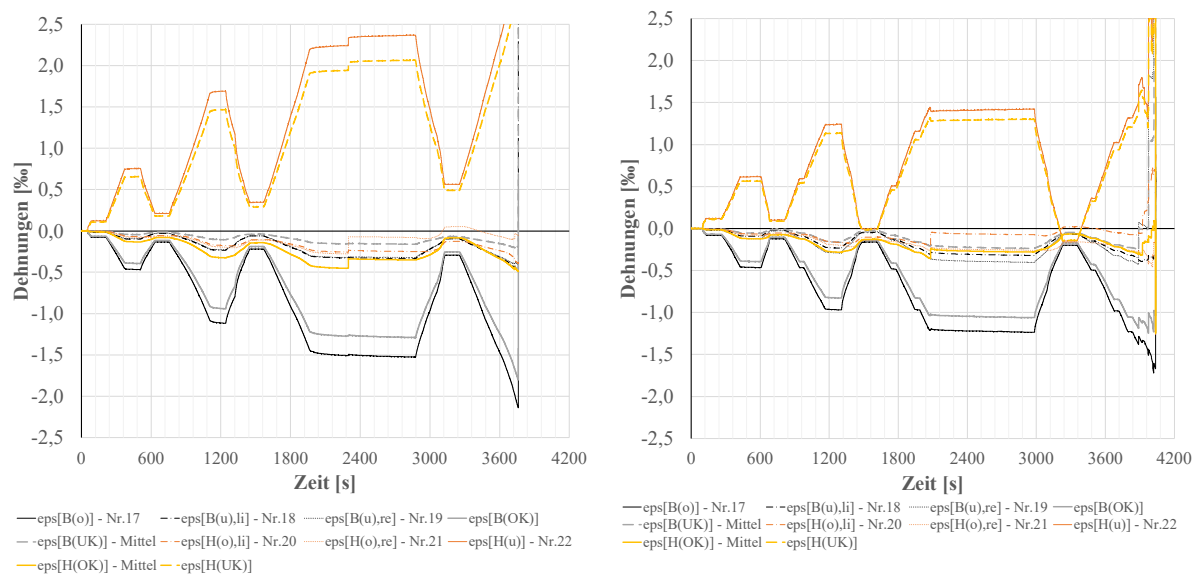 2,5
2,0
1,5
1,0
0,5
0,0
-0,5
-1,0
-1,5
-2,0
-2,5
Dehnungen [‰]
0 600 1200 1800 2400 3000 3600 4200
Zeit [s]
eps[B(o)] - Nr.17 eps[B(u),li] - Nr.18 eps[B(u),re] - Nr.19 eps[B(OK)]
eps[B(UK)] - Mittel eps[H(o),li] - Nr.20 eps[H(o),re] - Nr.21 eps[H(u)] - Nr.22
eps[H(OK)] - Mittel eps[H(UK)]
2,5
2,0
1,5
1,0
0,5
0,0
-0,5
-1,0
-1,5
-2,0
-2,5
Dehnungen [‰]
0 600 1200 1800 2400 3000 3600 4200
Zeit [s]
eps[B(o)] - Nr.17 eps[B(u),li] - Nr.18 eps[B(u),re] - Nr.19 eps[B(OK)]
eps[B(UK)] - Mittel eps[H(o),li] - Nr.20 eps[H(o),re] - Nr.21 eps[H(u)] - Nr.22
eps[H(OK)] - Mittel eps[H(UK)]